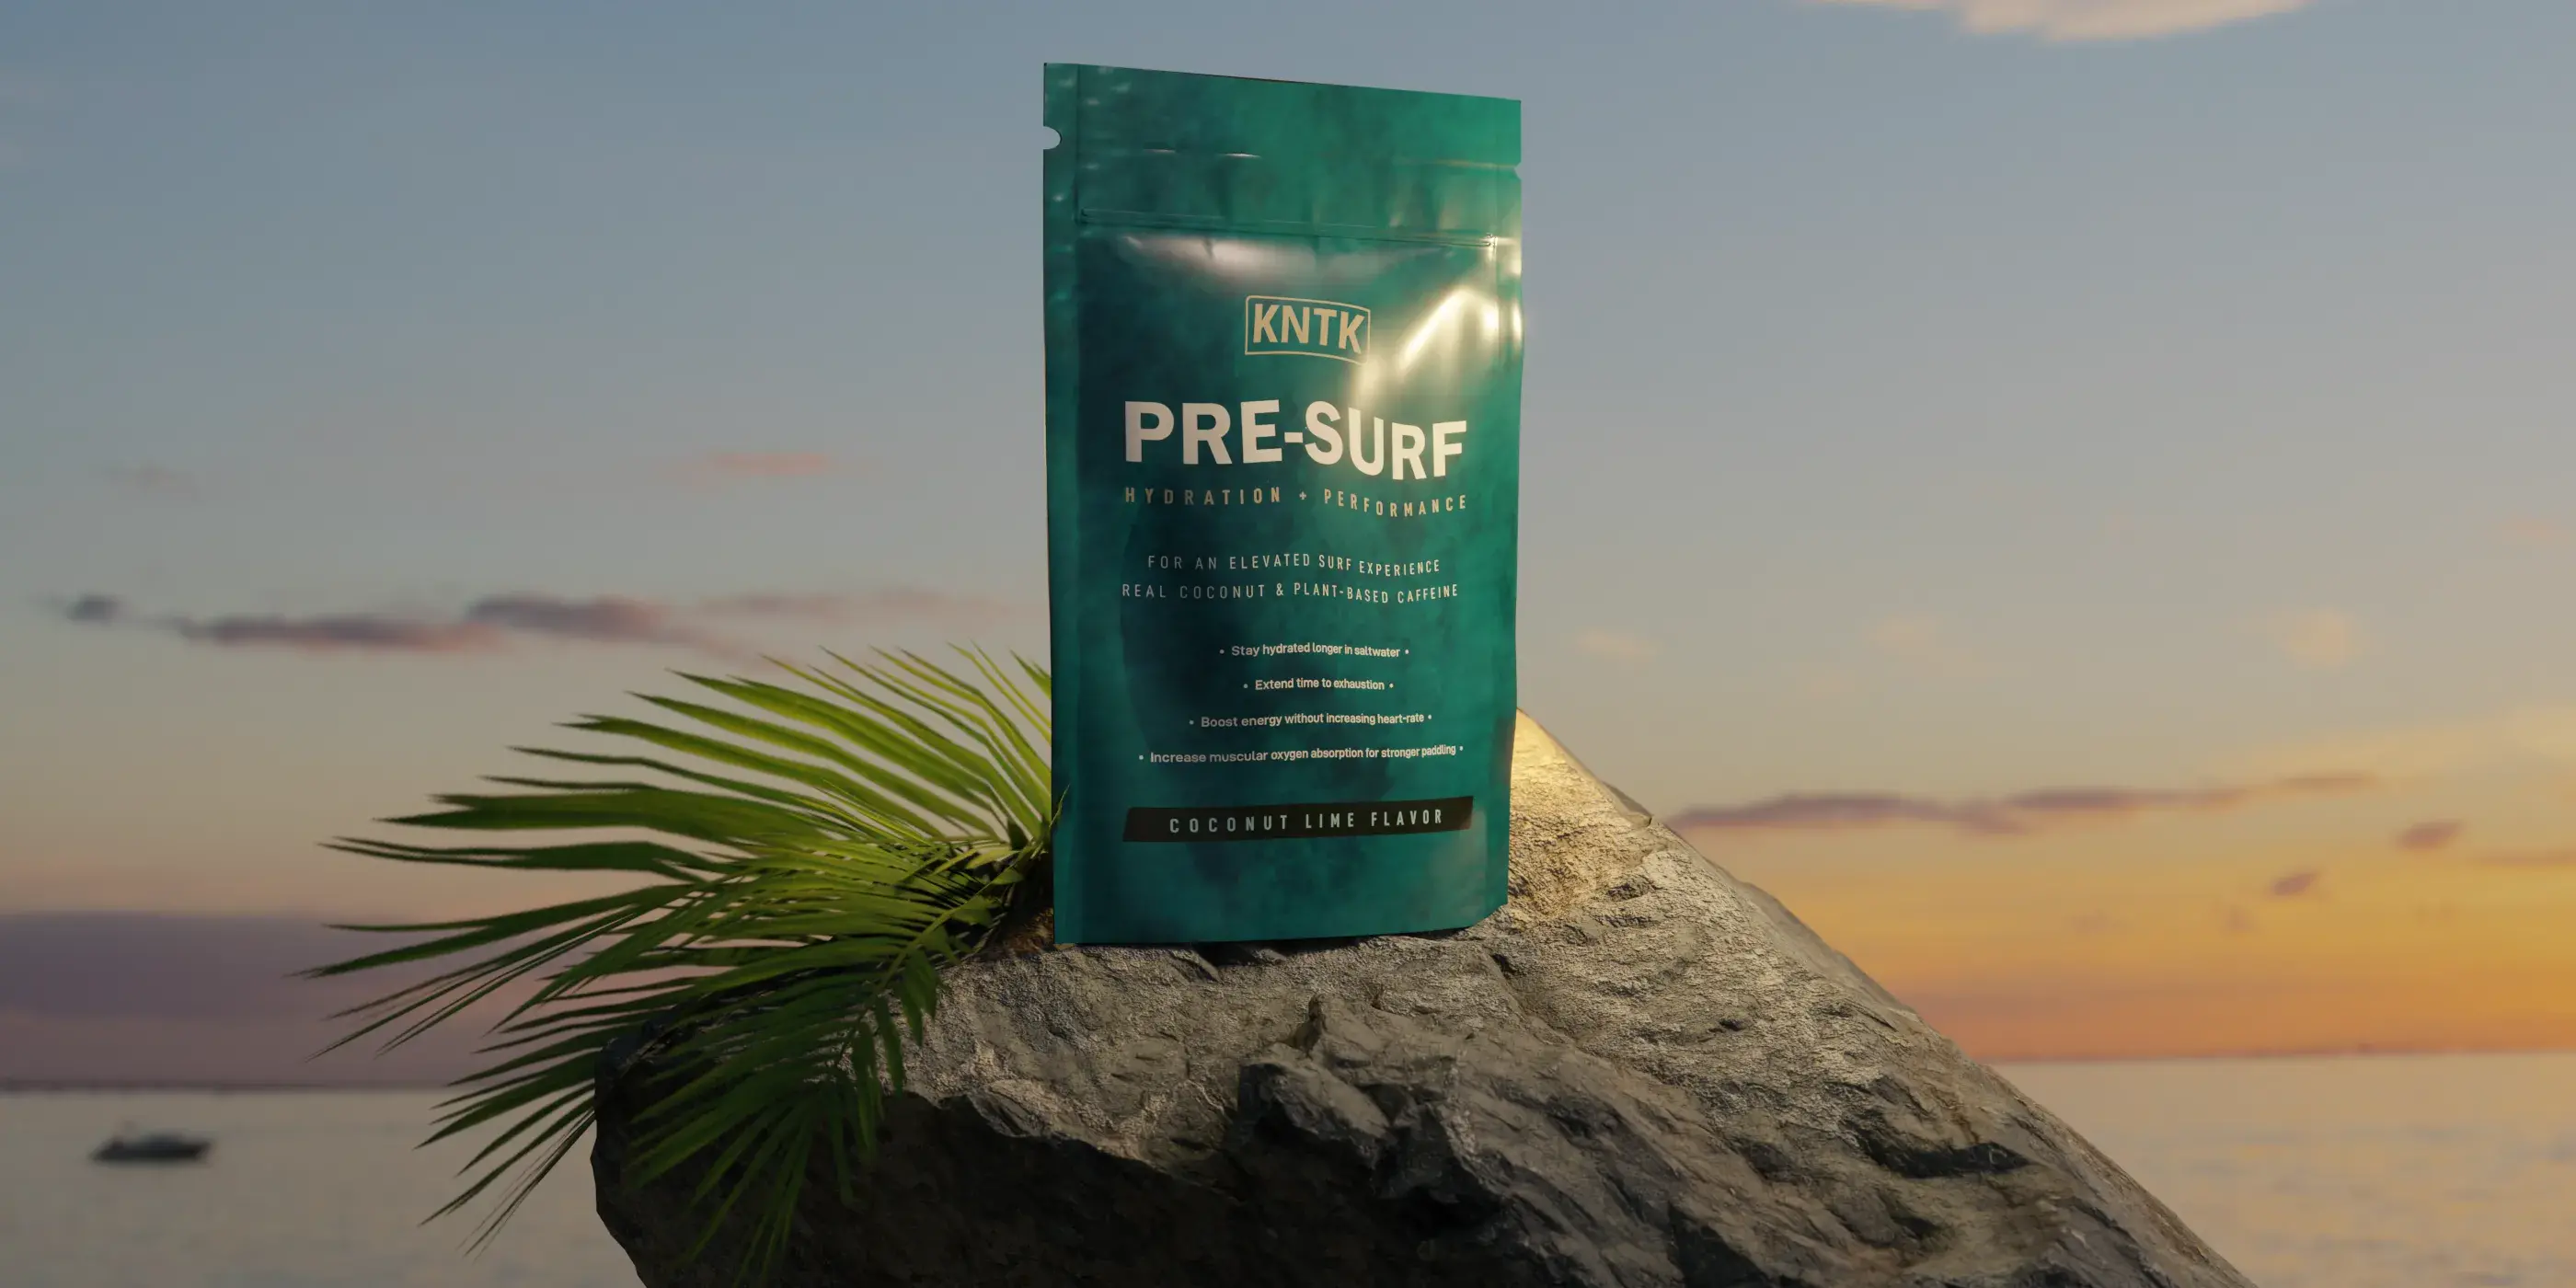 KNTK
PRE-SURF
HYDRATION + PERFORMANCE
FOR AN ELEVATED SURF EXPERIENCE
REAL COCONUT & PLANT-BASED CAFFEINE
• Stay hydrated longer in saltwater •
• Extend time to exhaustion •
• Boost energy without increasing heart-rate •
• Increase muscular oxygen absorption for stronger paddling •
COCONUT LIME FLAVOR